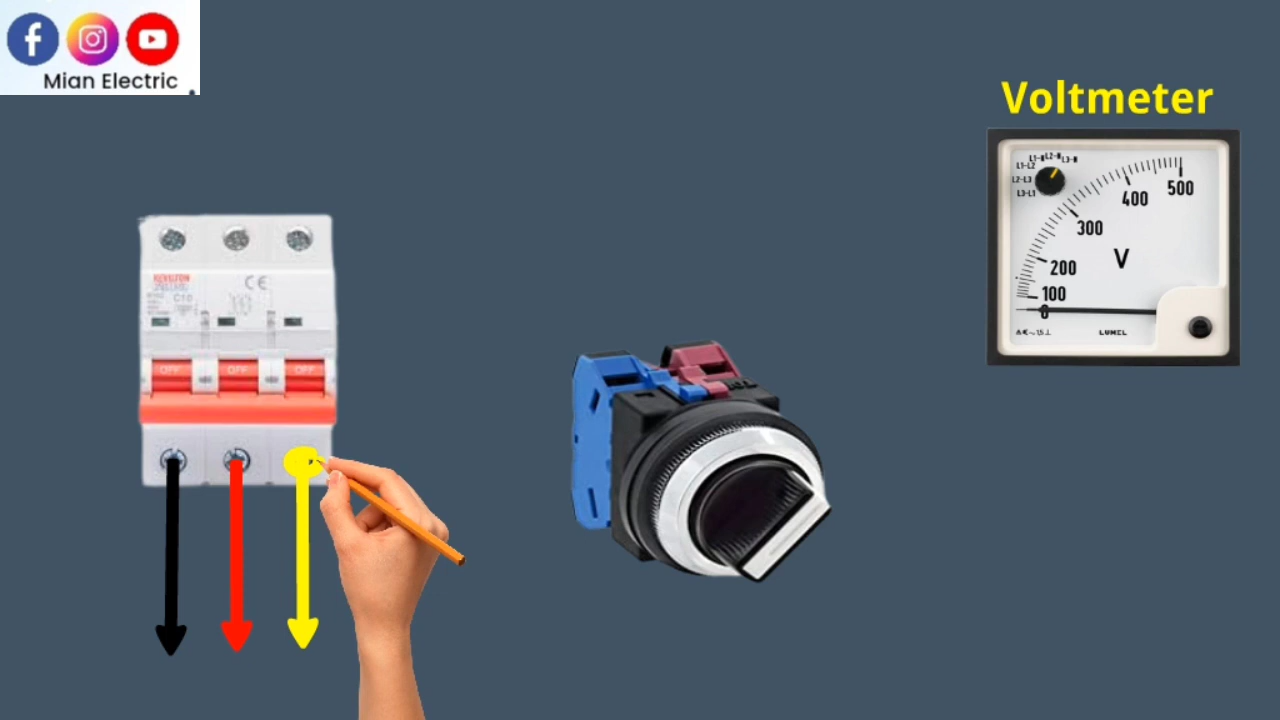 Mian Electric
Voltmeter
L1-N L2-N L3-N
L1-L2
L2-L3
L3-L1
500
400
300
200
100
0
V
LUMEL
CE
C10
OFF OFF OFF